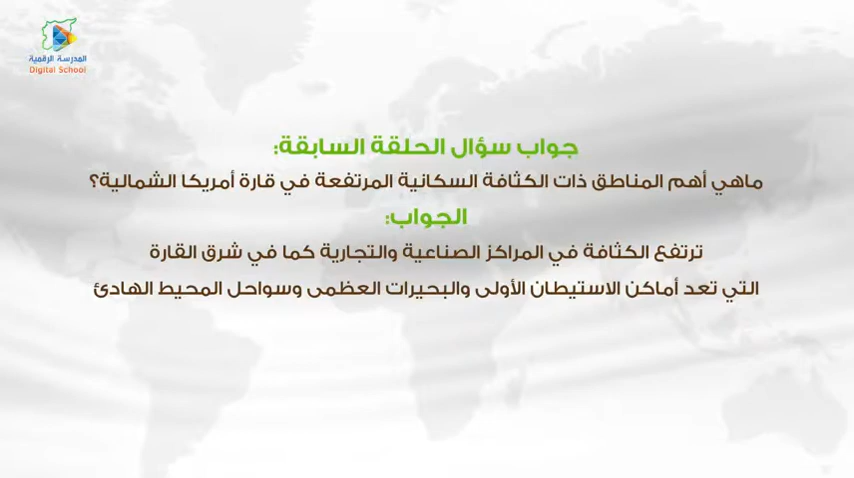 المدرسة الرقمية
Digital School
جواب سؤال الحلقة السابقة:
ماهي أهم المناطق ذات الكثافة السكانية المرتفعة في قارة أمريكا الشمالية؟
الجواب:
ترتفع الكثافة في المراكز الصناعية والتجارية كما في شرق القارة
التي تعد أماكن الاستيطان الأولى والبحيرات العظمى وسواحل المحيط الهادئ